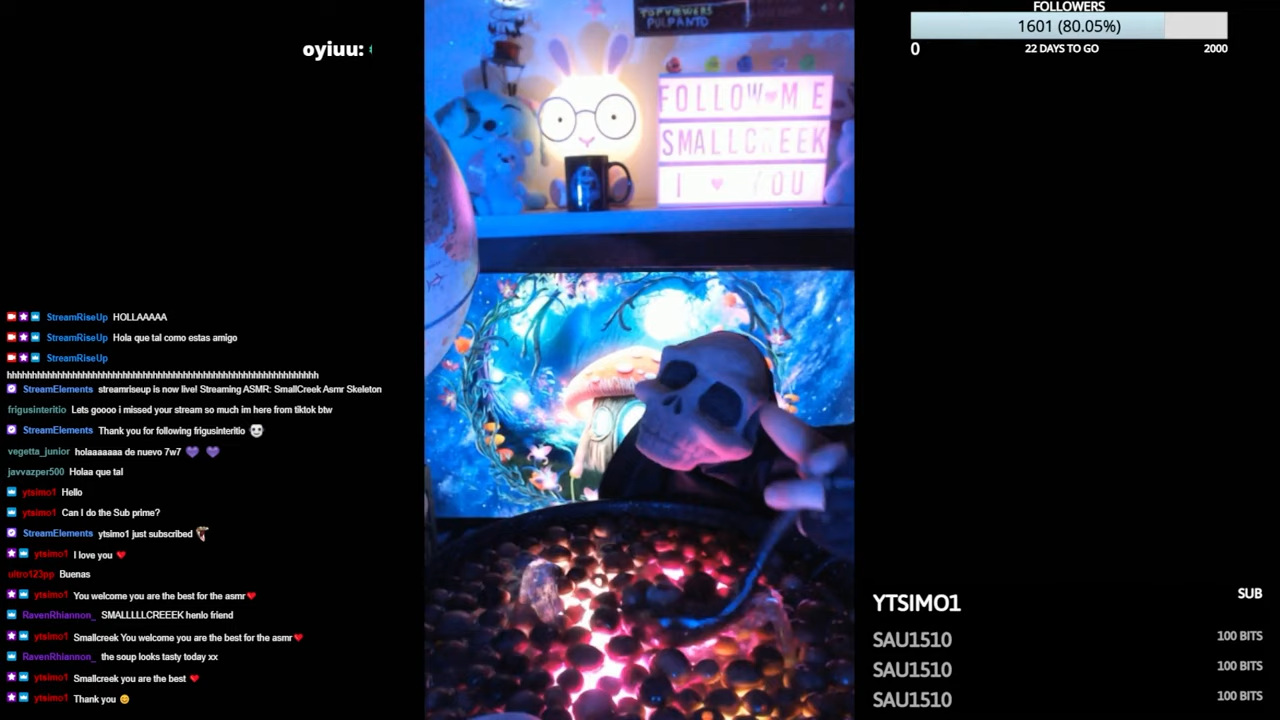 oyiuu:
TOPVIEWERS
PULPANTO
FOLLOW♥ME
SMALLCREEK
I ♥ YOU
FOLLOWERS
1601 (80.05%)
0
22 DAYS TO GO
2000
StreamRiseUp HOLLAAAAA
StreamRiseUp Hola que tal como estas amigo
StreamRiseUp
hhhhhhhhhhhhhhhhhhhhhhhhhhhhhhhhhhhhhhhhhhhhhhhhhhhhhhhhhhhhhhh
StreamElements streamriseup is now live! Streaming ASMR: SmallCreek Asmr Skeleton
frigusinteritio Lets goooo i missed your stream so much im here from tiktok btw
StreamElements Thank you for following frigusinteritio
vegetta_junior holaaaaaaa de nuevo 7w7 💜 💜
javvazper500 Holaa que tal
ytsimo1 Hello
ytsimo1 Can I do the Sub prime?
StreamElements ytsimo1 just subscribed
ytsimo1 I love you ❤
ultro123pp Buenas
ytsimo1 You welcome you are the best for the asmr❤
RavenRhiannon_ SMALLLLLCREEEK henlo friend
ytsimo1 Smallcreek You welcome you are the best for the asmr❤
RavenRhiannon_ the soup looks tasty today xx
ytsimo1 Smallcreek you are the best ❤
ytsimo1 Thank you 😊
YTSIMO1 SUB
SAU1510 100 BITS
SAU1510 100 BITS
SAU1510 100 BITS